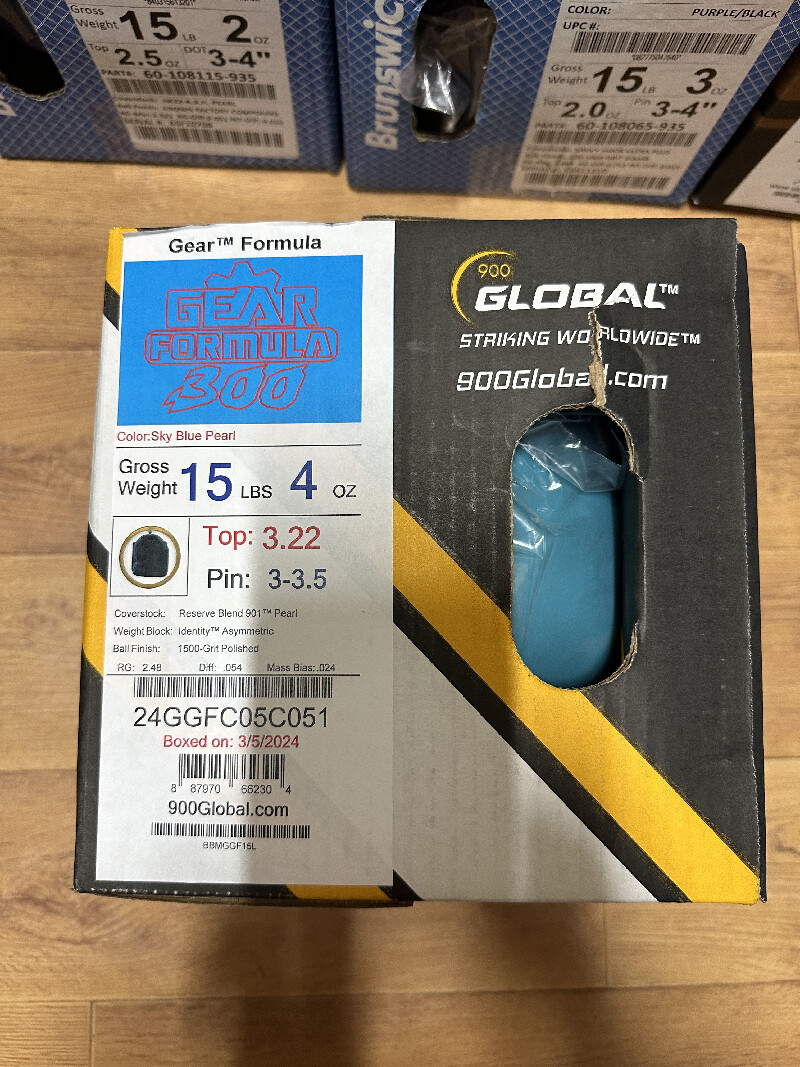 Gross
Weight 15 LB 2 OZ
Top 2.5 OZ DOT 3-4"
PART#: 60-108115-935
Brunswic
COLOR: PURPLE/BLACK
UPC #:
Gross
Weight 15 LB 3 OZ
Top 2.0 OZ Pin 3-4"
PART#: 60-108065-935
Gear™ Formula
GEAR
FORMULA
300
Color:Sky Blue Pearl
Gross
Weight 15 LBS 4 OZ
Top: 3.22
Pin: 3-3.5
Coverstock: Reserve Blend 901™ Pearl
Weight Block: Identity™ Asymmetric
Ball Finish: 1500-Grit Polished
RG: 2.48 Diff: .054 Mass Bias:.024
24GGFC05C051
Boxed on: 3/5/2024
8 87970 66230 4
900Global.com
BBMGGF15L
900
GLOBAL™
STRIKING WORLDWIDE™
900Global.com